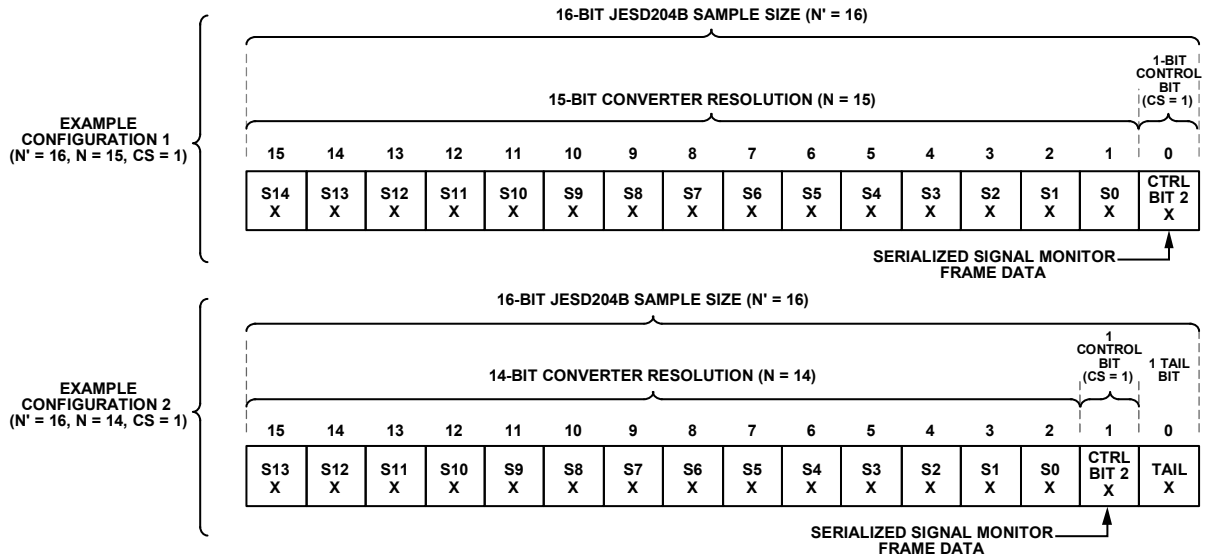 16-BIT JESD204B SAMPLE SIZE (N' = 16)
1-BIT
CONTROL
BIT
(CS = 1)
15-BIT CONVERTER RESOLUTION (N = 15)
EXAMPLE
CONFIGURATION 1
(N' = 16, N = 15, CS = 1)
15 14 13 12 11 10 9 8 7 6 5 4 3 2 1 0
S14 S13 S12 S11 S10 S9 S8 S7 S6 S5 S4 S3 S2 S1 S0 CTRL
BIT 2
X X X X X X X X X X X X X X X X
SERIALIZED SIGNAL MONITOR
FRAME DATA
16-BIT JESD204B SAMPLE SIZE (N' = 16)
1
CONTROL
BIT
(CS = 1)
1 TAIL
BIT
14-BIT CONVERTER RESOLUTION (N = 14)
EXAMPLE
CONFIGURATION 2
(N' = 16, N = 14, CS = 1)
15 14 13 12 11 10 9 8 7 6 5 4 3 2 1 0
S13 S12 S11 S10 S9 S8 S7 S6 S5 S4 S3 S2 S1 S0 CTRL TAIL
BIT 2
X X X X X X X X X X X X X X X X
SERIALIZED SIGNAL MONITOR
FRAME DATA